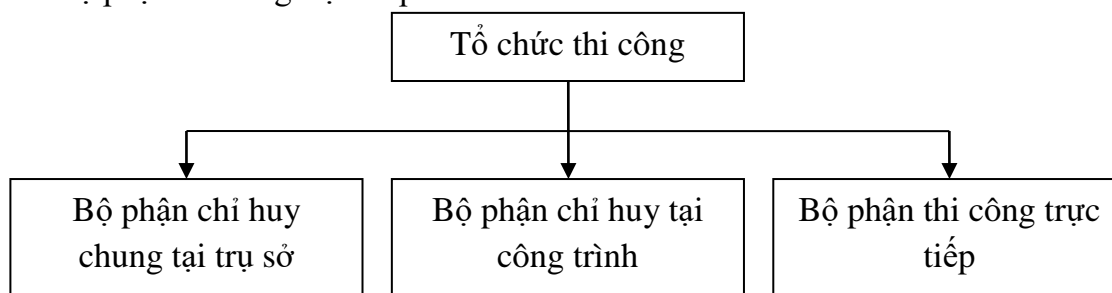 Tổ chức thi công
Bộ phận chỉ huy
chung tại trụ sở
Bộ phận chỉ huy tại
công trình
Bộ phận thi công trực
tiếp